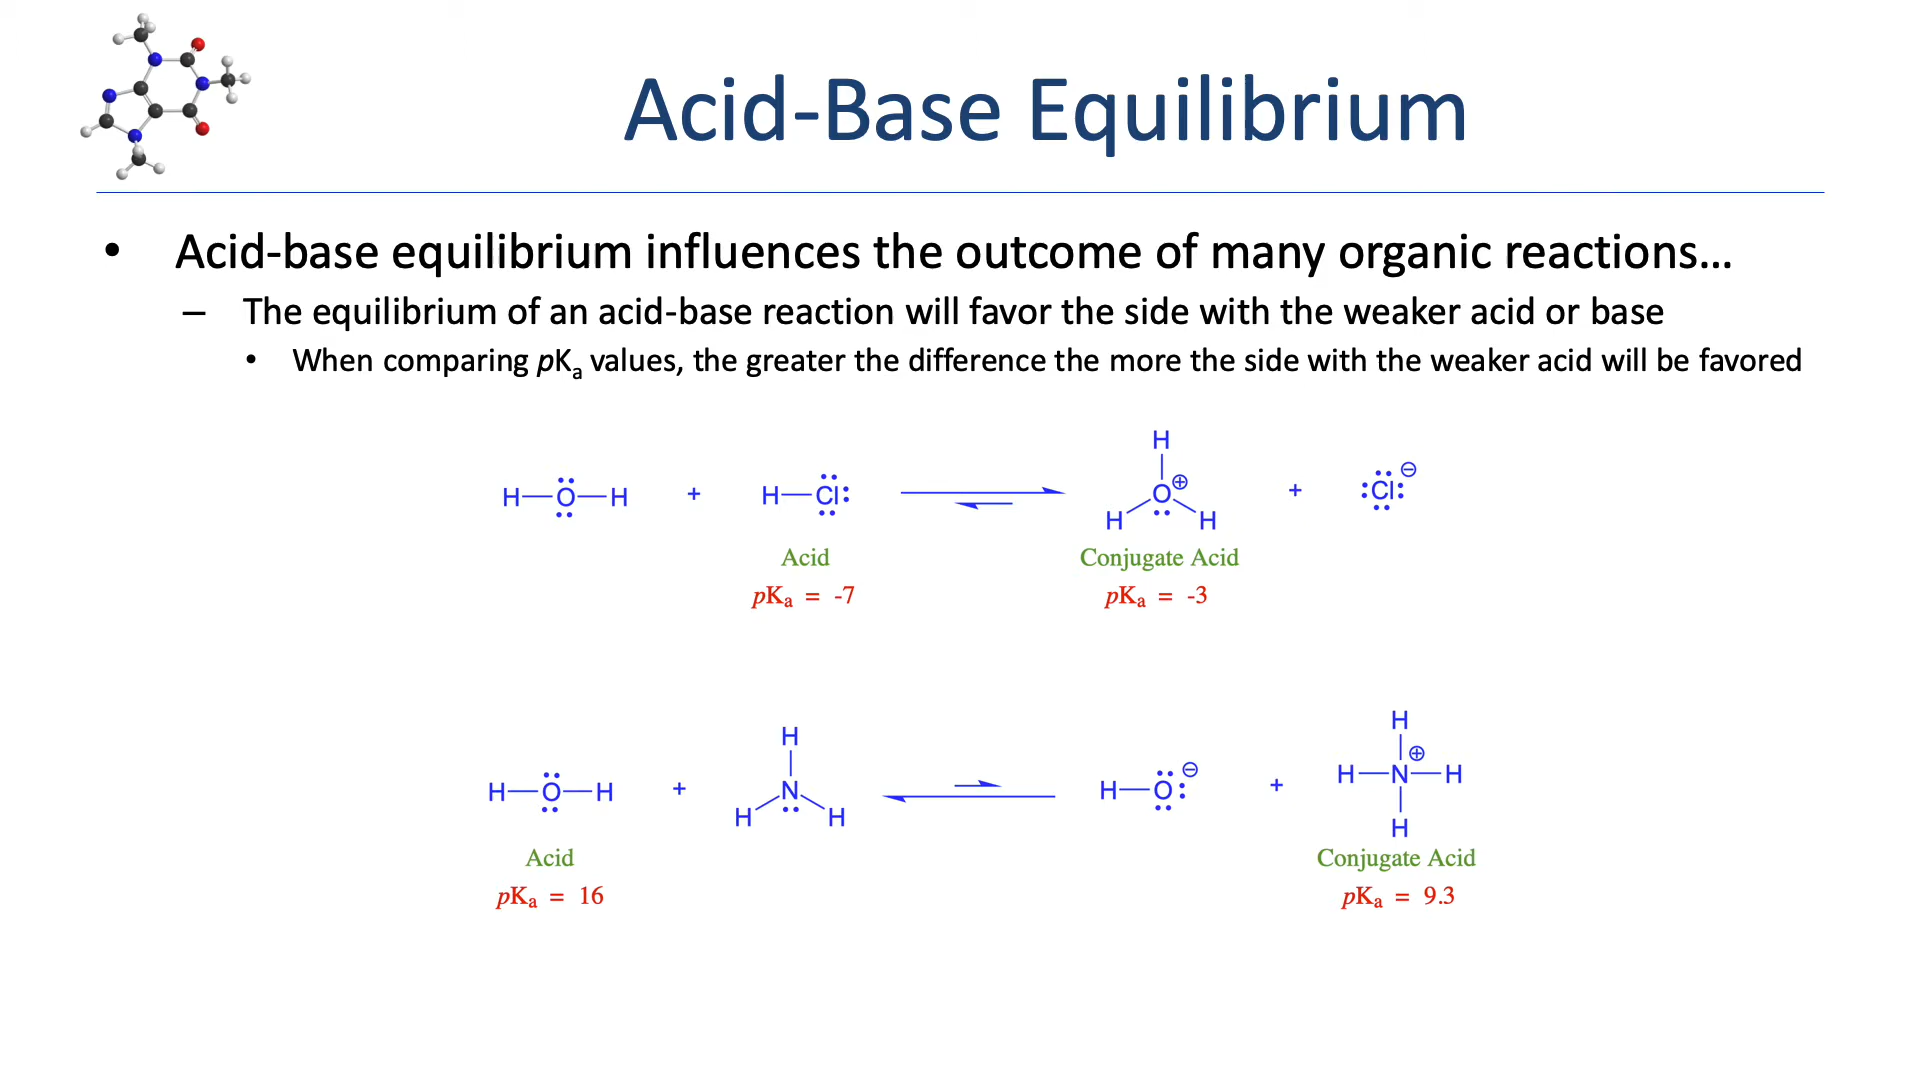 Acid-Base Equilibrium
• Acid-base equilibrium influences the outcome of many organic reactions...
– The equilibrium of an acid-base reaction will favor the side with the weaker acid or base
• When comparing pKa values, the greater the difference the more the side with the weaker acid will be favored
H
H—O—H + H—Cl: O⊕ + :Cl: ⊖
H H
Acid Conjugate Acid
pKa = -7 pKa = -3
H H
H—O—H + N H—O: ⊖ + H—N⊕—H
H H H
Acid Conjugate Acid
pKa = 16 pKa = 9.3